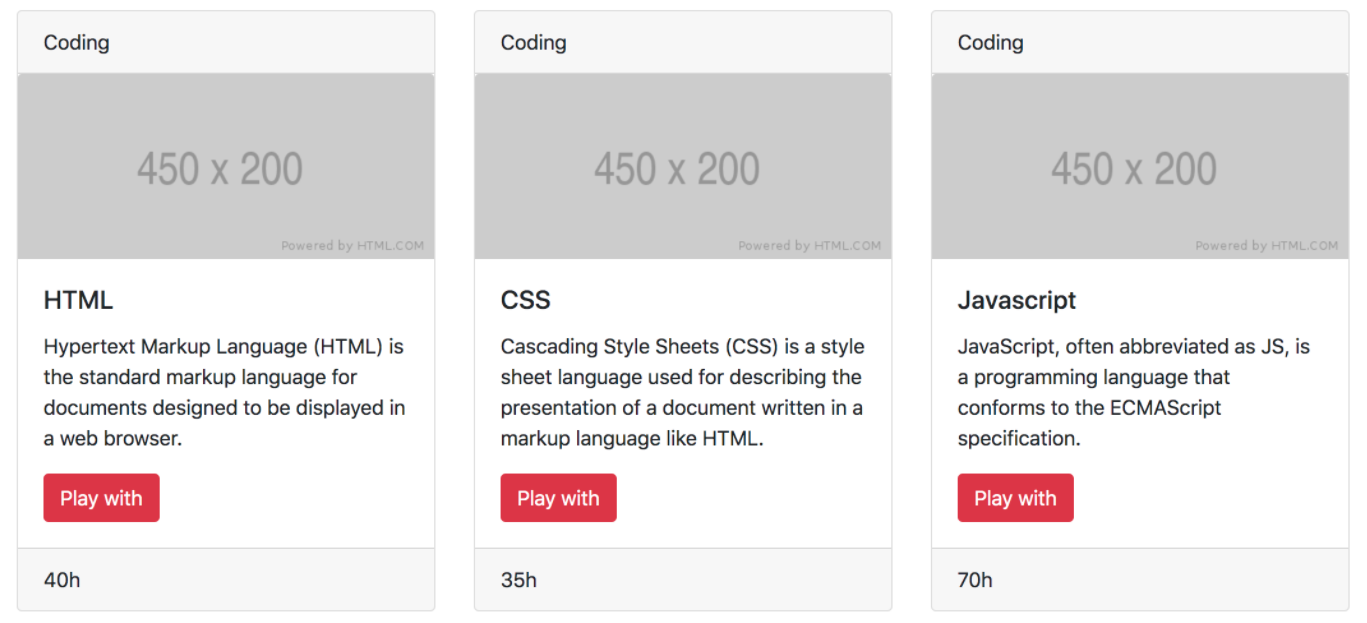 Coding
450 x 200
Powered by HTML.COM
HTML
Hypertext Markup Language (HTML) is
the standard markup language for
documents designed to be displayed in
a web browser.
Play with
40h
Coding
450 x 200
Powered by HTML.COM
CSS
Cascading Style Sheets (CSS) is a style
sheet language used for describing the
presentation of a document written in a
markup language like HTML.
Play with
35h
Coding
450 x 200
Powered by HTML.COM
Javascript
JavaScript, often abbreviated as JS, is
a programming language that
conforms to the ECMAScript
specification.
Play with
70h